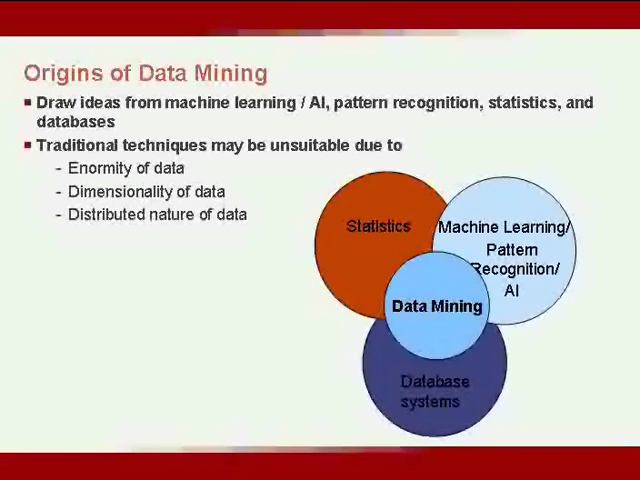 Origins of Data Mining
Draw ideas from machine learning / AI, pattern recognition, statistics, and
databases
Traditional techniques may be unsuitable due to
- Enormity of data
- Dimensionality of data
- Distributed nature of data
Statistics
Machine Learning/
Pattern
Recognition/
AI
Data Mining
Database
systems